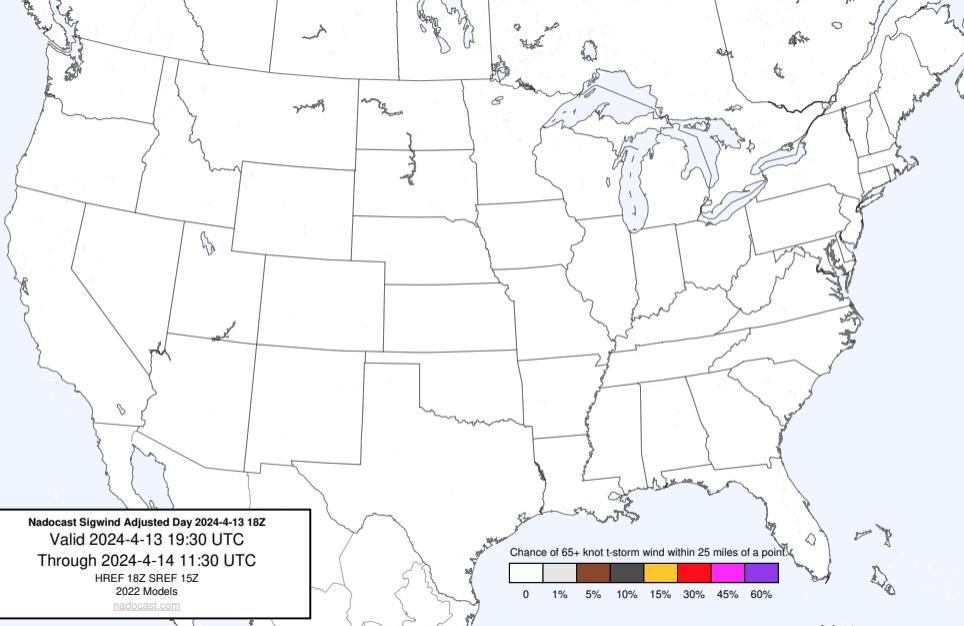 Nadocast Sigwind Adjusted Day 2024-4-13 18Z
Valid 2024-4-13 19:30 UTC
Through 2024-4-14 11:30 UTC
HREF 18Z SREF 15Z
2022 Models
nadocast.com
Chance of 65+ knot t-storm wind within 25 miles of a point.
0 1% 5% 10% 15% 30% 45% 60%